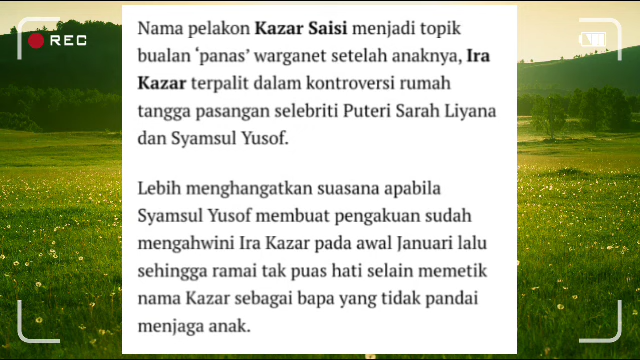 REC
Nama pelakon Kazar Saisi menjadi topik
bualan ‘panas’ warganet setelah anaknya, Ira
Kazar terpalit dalam kontroversi rumah
tangga pasangan selebriti Puteri Sarah Liyana
dan Syamsul Yusof.
Lebih menghangatkan suasana apabila
Syamsul Yusof membuat pengakuan sudah
mengahwini Ira Kazar pada awal Januari lalu
sehingga ramai tak puas hati selain memetik
nama Kazar sebagai bapa yang tidak pandai
menjaga anak.